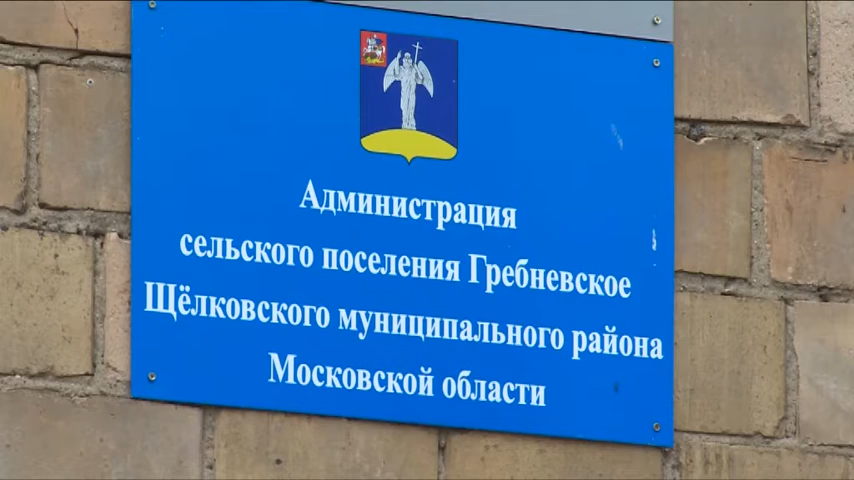 Администрация
сельского поселения Гребневское
Щёлковского муниципального района
Московской области